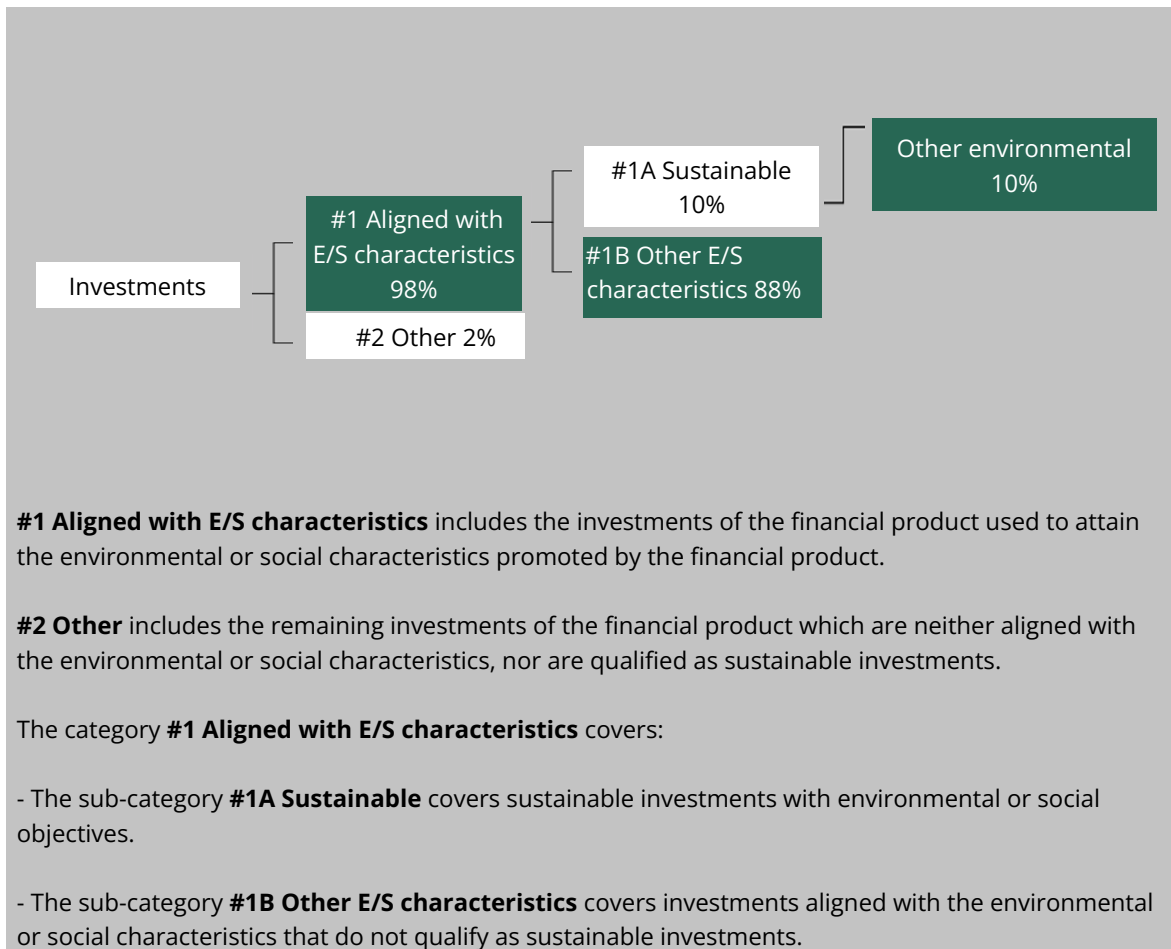 Investments
#1 Aligned with
E/S characteristics
98%
#2 Other 2%
#1A Sustainable
10%
#1B Other E/S
characteristics 88%
Other environmental
10%
#1 Aligned with E/S characteristics includes the investments of the financial product used to attain
the environmental or social characteristics promoted by the financial product.
#2 Other includes the remaining investments of the financial product which are neither aligned with
the environmental or social characteristics, nor are qualified as sustainable investments.
The category #1 Aligned with E/S characteristics covers:
- The sub-category #1A Sustainable covers sustainable investments with environmental or social
objectives.
- The sub-category #1B Other E/S characteristics covers investments aligned with the environmental
or social characteristics that do not qualify as sustainable investments.